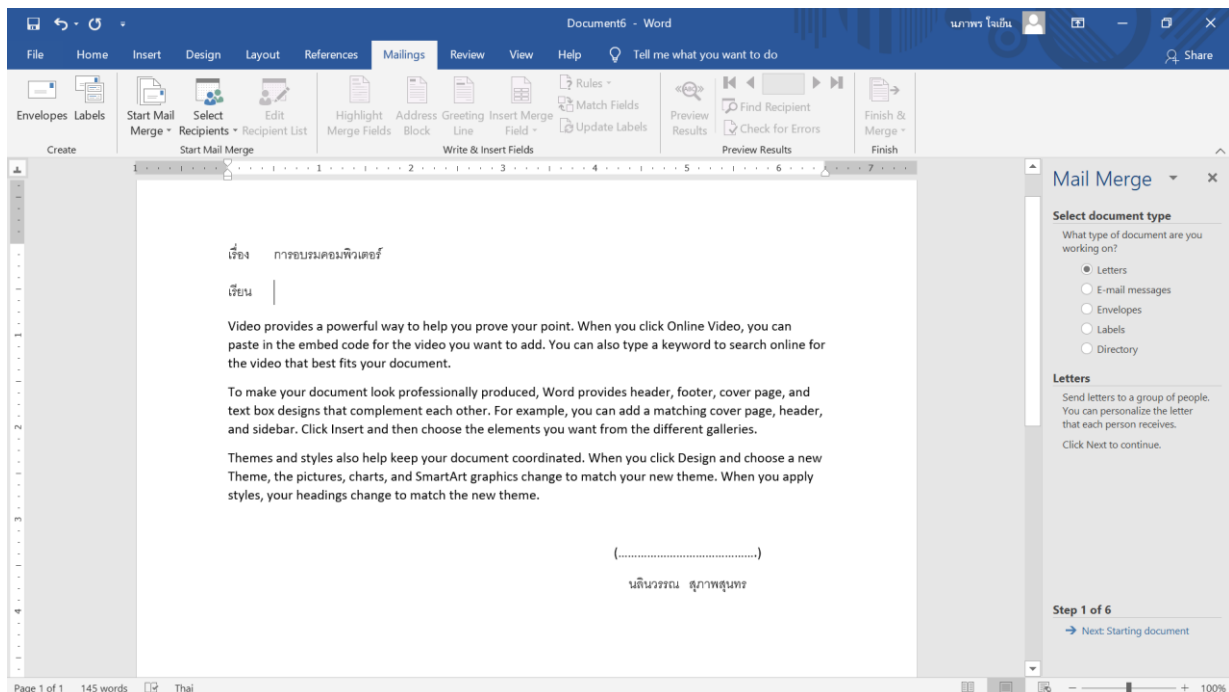 Document6 - Word
นภาพร ใจเย็น
File Home Insert Design Layout References Mailings Review View Help Tell me what you want to do Share
Envelopes Labels
Create
Start Mail Merge Select Recipients Edit Recipient List
Start Mail Merge
Highlight Merge Fields Address Block Greeting Line Insert Merge Field
Rules
Match Fields
Update Labels
Write & Insert Fields
«ABC»
Preview Results
Find Recipient
Check for Errors
Preview Results
Finish & Merge
Finish
1 1 2 3 4 5 6 7
เรื่อง การอบรมคอมพิวเตอร์
เรียน
Video provides a powerful way to help you prove your point. When you click Online Video, you can
paste in the embed code for the video you want to add. You can also type a keyword to search online for
the video that best fits your document.
To make your document look professionally produced, Word provides header, footer, cover page, and
text box designs that complement each other. For example, you can add a matching cover page, header,
and sidebar. Click Insert and then choose the elements you want from the different galleries.
Themes and styles also help keep your document coordinated. When you click Design and choose a new
Theme, the pictures, charts, and SmartArt graphics change to match your new theme. When you apply
styles, your headings change to match the new theme.
(.............................................)
นลินวรรณ สุภาพสุนทร
1
2
3
4
Mail Merge
Select document type
What type of document are you
working on?
Letters
E-mail messages
Envelopes
Labels
Directory
Letters
Send letters to a group of people.
You can personalize the letter
that each person receives.
Click Next to continue.
Step 1 of 6
Next: Starting document
Page 1 of 1 145 words Thai
100%